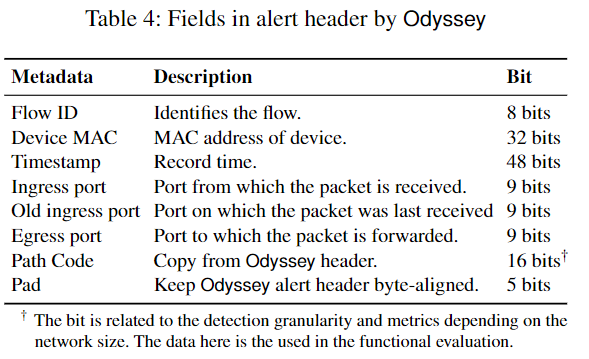 Table 4: Fields in alert header by Odyssey
Metadata Description Bit
Flow ID Identifies the flow. 8 bits
Device MAC MAC address of device. 32 bits
Timestamp Record time. 48 bits
Ingress port Port from which the packet is received. 9 bits
Old ingress port Port on which the packet was last received 9 bits
Egress port Port to which the packet is forwarded. 9 bits
Path Code Copy from Odyssey header. 16 bits†
Pad Keep Odyssey alert header byte-aligned. 5 bits
† The bit is related to the detection granularity and metrics depending on the
network size. The data here is the used in the functional evaluation.